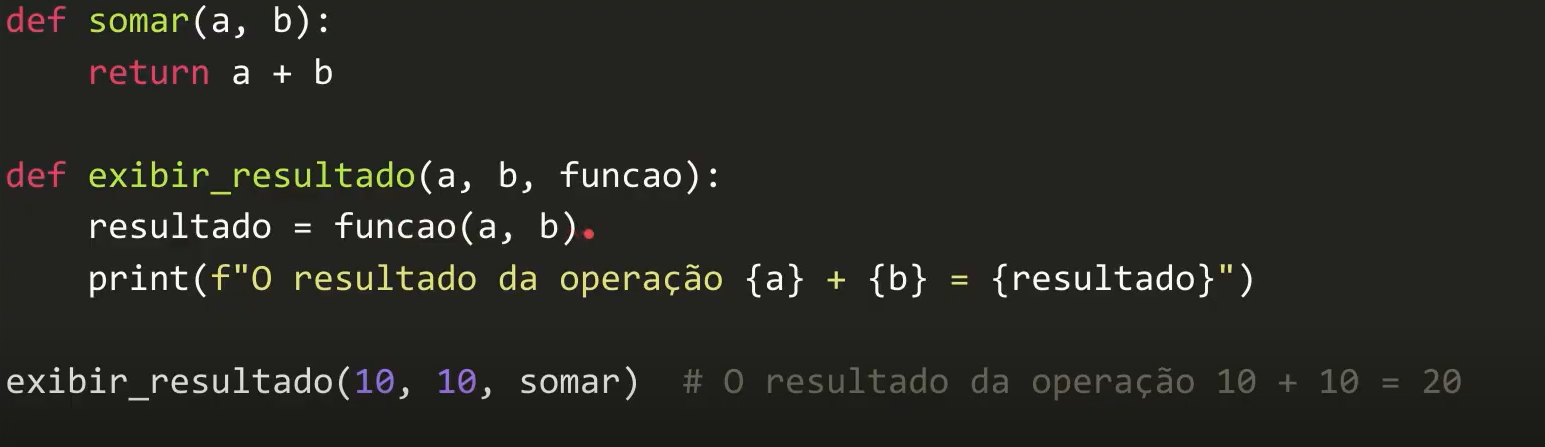 def somar(a, b):
    return a + b
def exibir_resultado(a, b, funcao):
    resultado = funcao(a, b)
    print(f"O resultado da operação {a} + {b} = {resultado}")
exibir_resultado(10, 10, somar)  # O resultado da operação 10 + 10 = 20